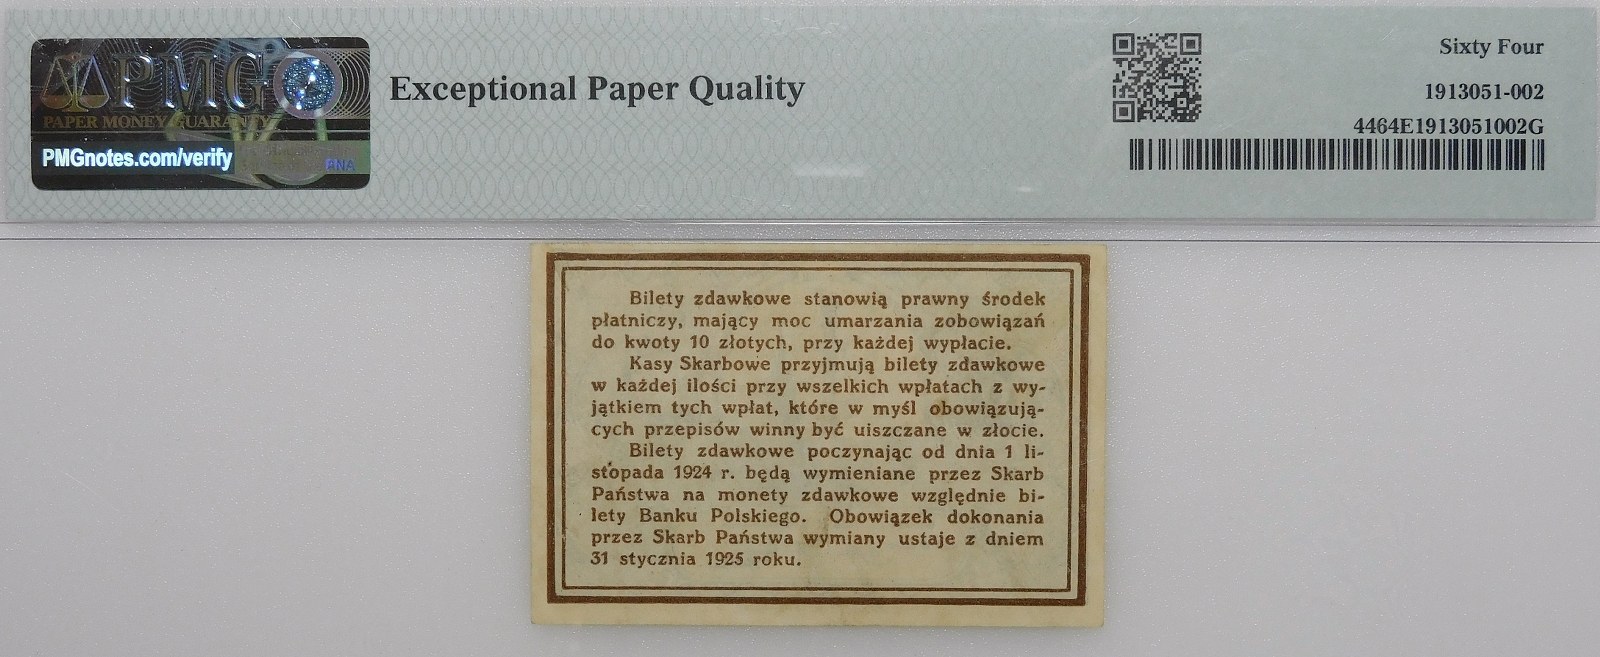 PMG
PAPER MONEY GUARANTY
PMGnotes.com/verify
ANA
Exceptional Paper Quality
Sixty Four
1913051-002
4464E1913051002G
Bilety zdawkowe stanowią prawny środek
płatniczy, mający moc umarzania zobowiązań
do kwoty 10 złotych, przy każdej wypłacie.
Kasy Skarbowe przyjmują bilety zdawkowe
w każdej ilości przy wszelkich wpłatach z wy-
jątkiem tych wpłat, które w myśl obowiązują-
cych przepisów winny być uiszczane w złocie.
Bilety zdawkowe poczynając od dnia 1 li-
stopada 1924 r. będą wymieniane przez Skarb
Państwa na monety zdawkowe względnie bi-
lety Banku Polskiego. Obowiązek dokonania
przez Skarb Państwa wymiany ustaje z dniem
31 stycznia 1925 roku.